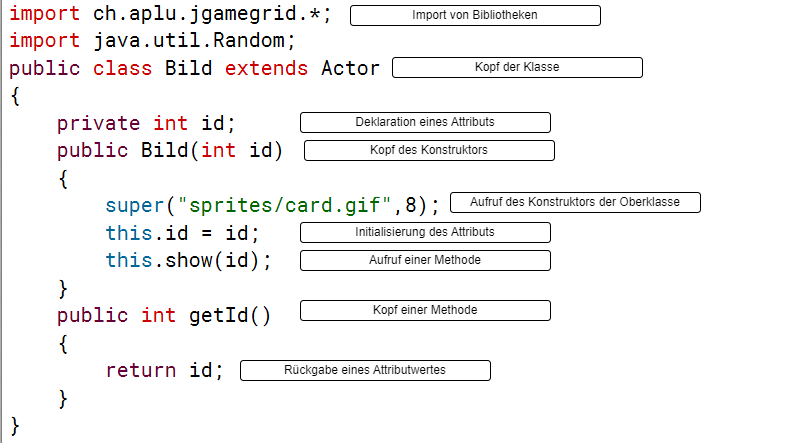 import ch.aplu.jgamegrid.*; Import von Bibliotheken
import java.util.Random;
public class Bild extends Actor Kopf der Klasse
{
    private int id; Deklaration eines Attributs
    public Bild(int id) Kopf des Konstruktors
    {
        super("sprites/card.gif",8); Aufruf des Konstruktors der Oberklasse
        this.id = id; Initialisierung des Attributs
        this.show(id); Aufruf einer Methode
    }
    public int getId() Kopf einer Methode
    {
        return id; Rückgabe eines Attributwertes
    }
}